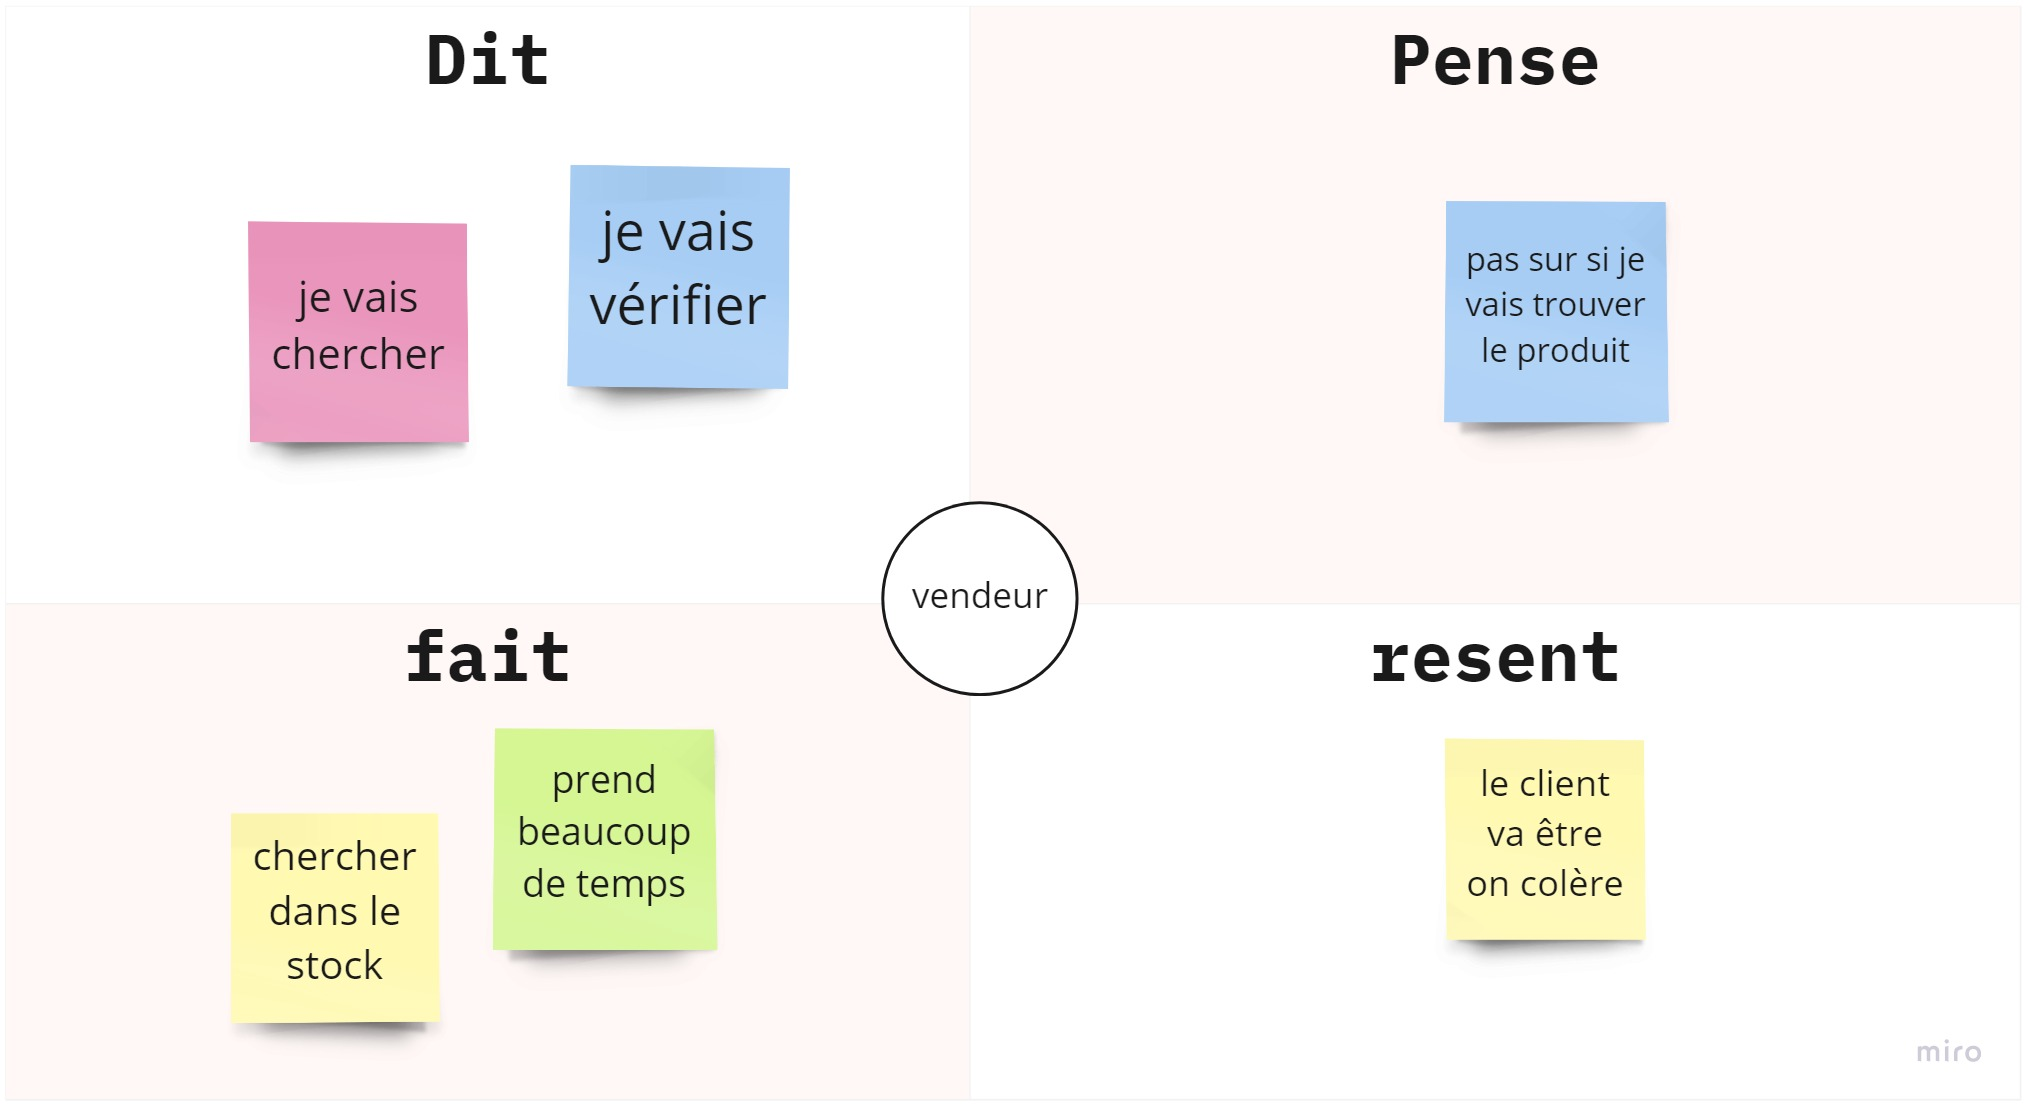 Dit
je vais
chercher
je vais
vérifier
Pense
pas sur si je
vais trouver
le produit
vendeur
fait
chercher
dans le
stock
prend
beaucoup
de temps
resent
le client
va être
on colère
miro